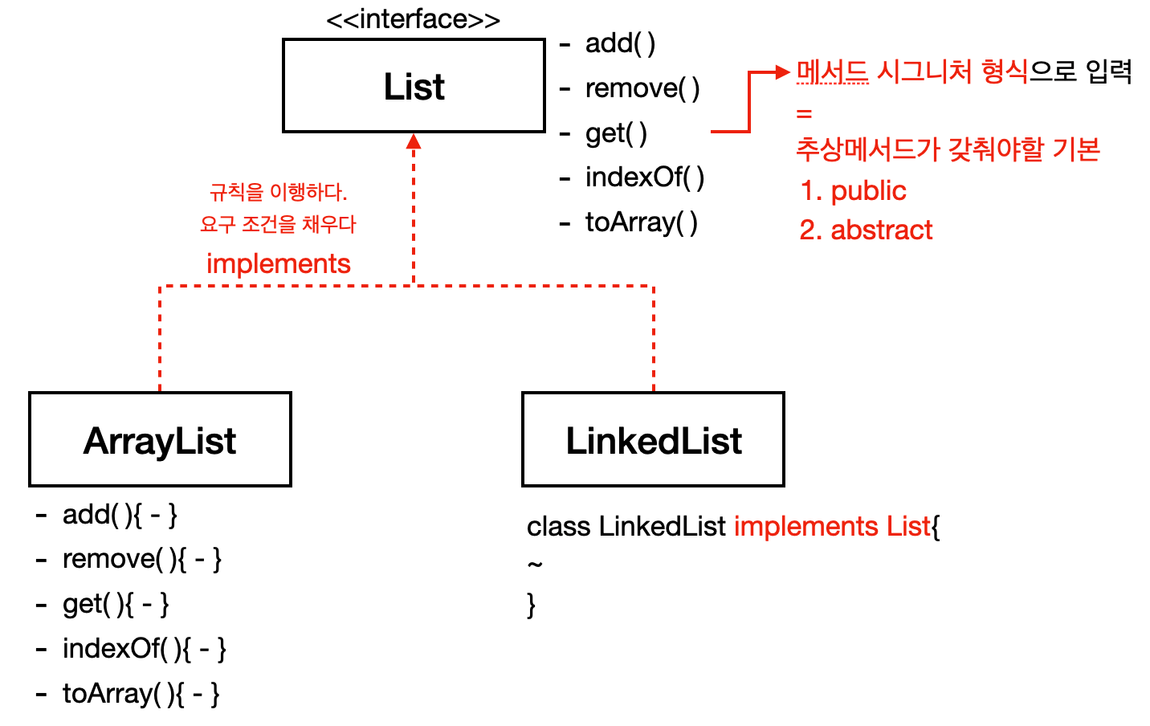 <<interface>>
List
- add( )
- remove( )
- get( )
- indexOf( )
- toArray( )
메서드 시그니처 형식으로 입력
=
추상메서드가 갖춰야할 기본
1. public
2. abstract
규칙을 이행하다.
요구 조건을 채우다
implements
ArrayList
- add( ){ - }
- remove( ){ - }
- get( ){ - }
- indexOf( ){ - }
- toArray( ){ - }
LinkedList
class LinkedList implements List{
~
}